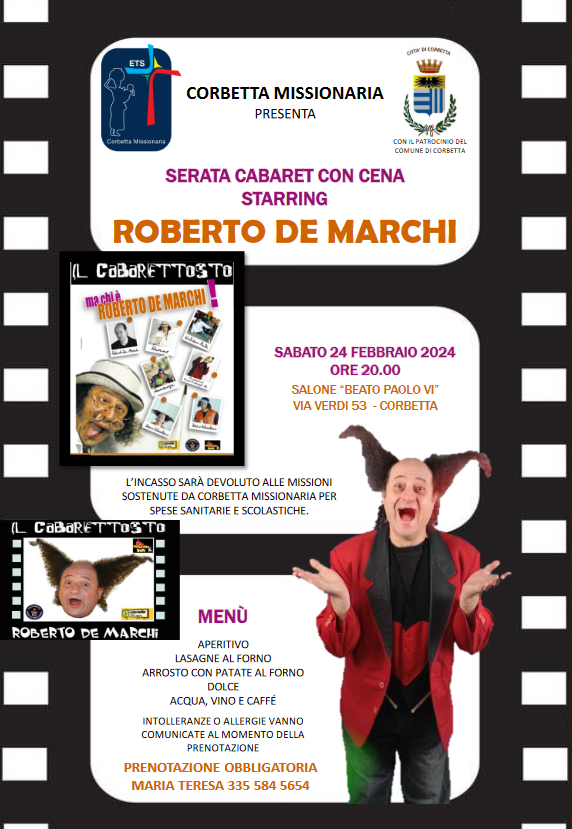 ETS
Corbetta Missionaria
CORBETTA MISSIONARIA
PRESENTA
CITTA' DI CORBETTA
CON IL PATROCINIO DEL
COMUNE DI CORBETTA
SERATA CABARET CON CENA
STARRING
ROBERTO DE MARCHI
IL CABARETTOSTO
ma chi è
ROBERTO DE MARCHI!
SABATO 24 FEBBRAIO 2024
ORE 20.00
SALONE “BEATO PAOLO VI”
VIA VERDI 53 - CORBETTA
L’INCASSO SARÀ DEVOLUTO ALLE MISSIONI
SOSTENUTE DA CORBETTA MISSIONARIA PER
SPESE SANITARIE E SCOLASTICHE.
IL CABARETTOSTO
ROBERTO DE MARCHI
MENÙ
APERITIVO
LASAGNE AL FORNO
ARROSTO CON PATATE AL FORNO
DOLCE
ACQUA, VINO E CAFFÉ
INTOLLERANZE O ALLERGIE VANNO
COMUNICATE AL MOMENTO DELLA
PRENOTAZIONE
PRENOTAZIONE OBBLIGATORIA
MARIA TERESA 335 584 5654